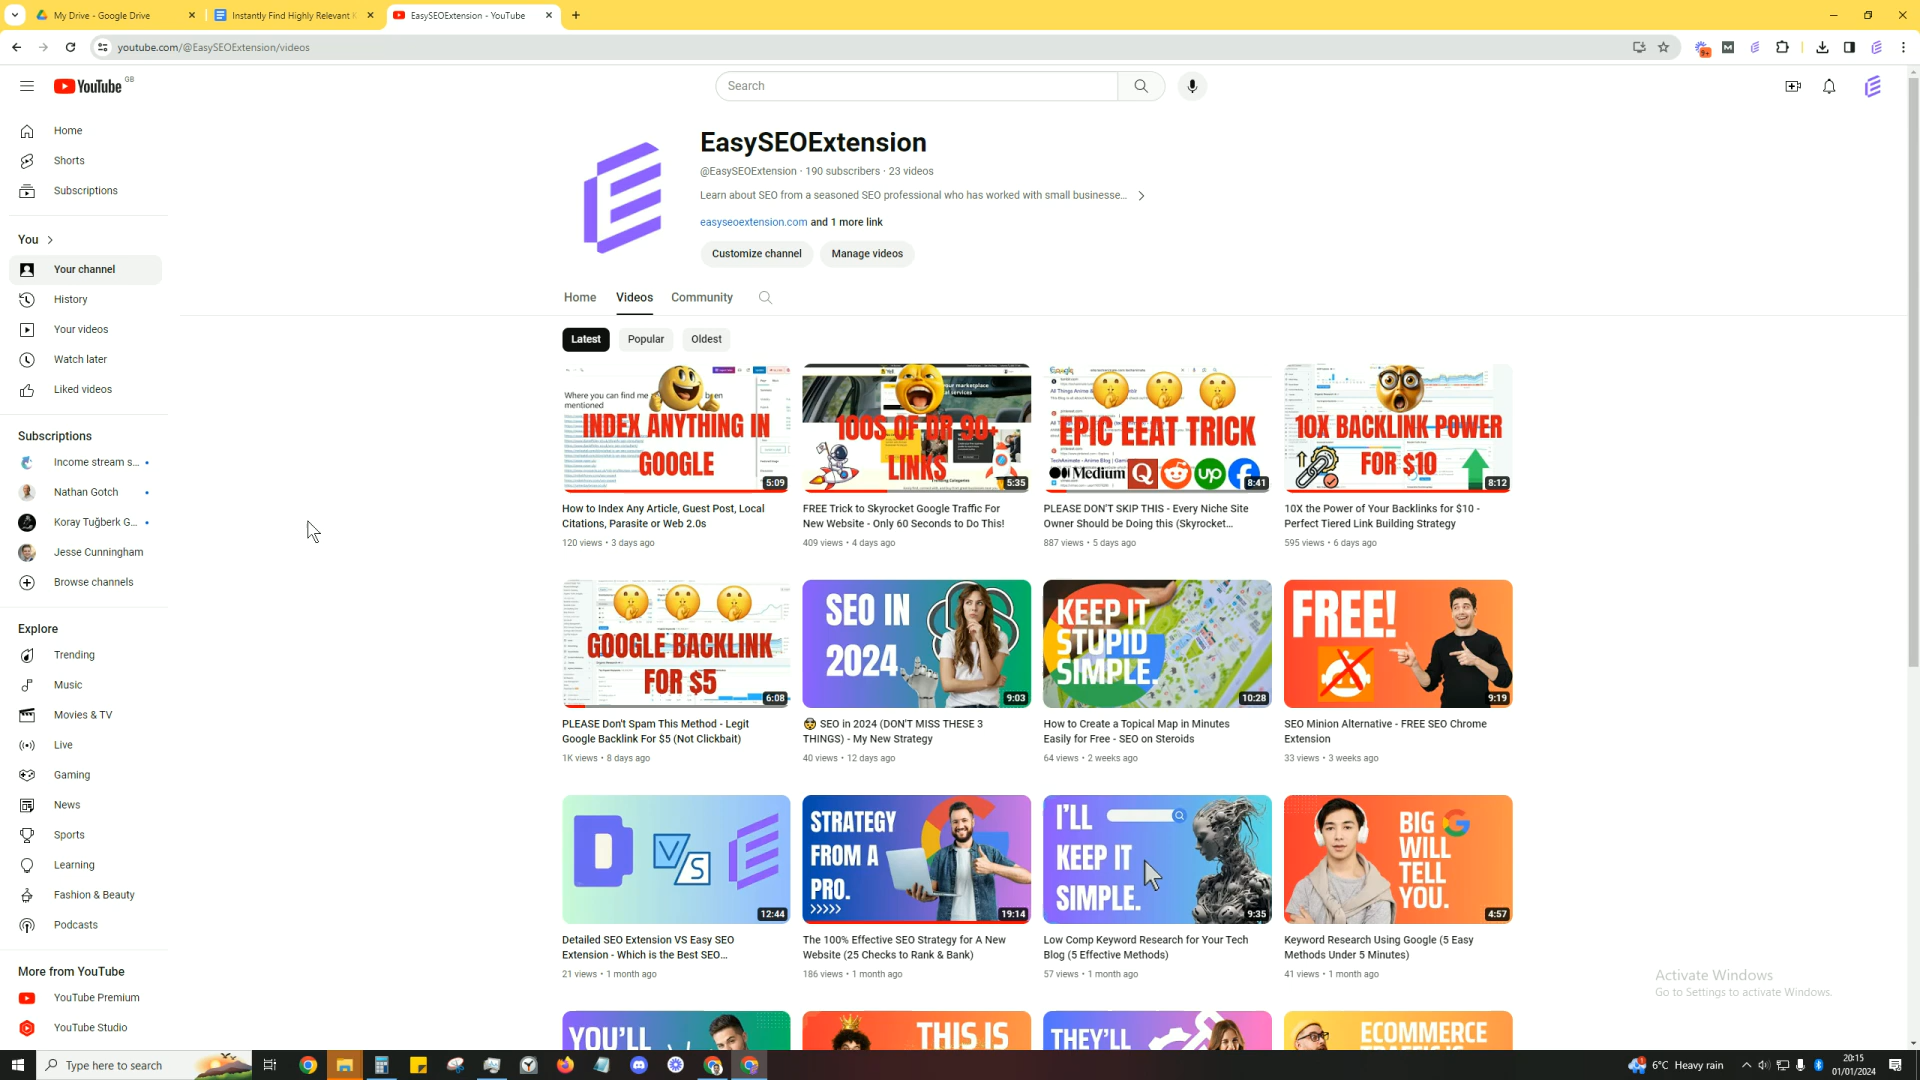 My Drive - Google Drive
Instantly Find Highly Relevant
EasySEOExtension - YouTube
youtube.com/@EasySEOExtension/videos
9+
YouTube GB
Search
Home
Shorts
Subscriptions
You
Your channel
History
Your videos
Watch later
Liked videos
Subscriptions
Income stream s...
Nathan Gotch
Koray Tuğberk G...
Jesse Cunningham
Browse channels
Explore
Trending
Music
Movies & TV
Live
Gaming
News
Sports
Learning
Fashion & Beauty
Podcasts
More from YouTube
YouTube Premium
YouTube Studio
EasySEOExtension
@EasySEOExtension · 190 subscribers · 23 videos
Learn about SEO from a seasoned SEO professional who has worked with small businesse...
easyseoextension.com and 1 more link
Customize channel
Manage videos
Home
Videos
Community
Latest
Popular
Oldest
Where you can find me
mentioned
INDEX ANYTHING IN
GOOGLE
5:09
How to Index Any Article, Guest Post, Local
Citations, Parasite or Web 2.0s
120 views · 3 days ago
100S OF DR 90+
LINKS
5:35
FREE Trick to Skyrocket Google Traffic For
New Website - Only 60 Seconds to Do This!
409 views · 4 days ago
EPIC EEAT TRICK
Medium
up
8:41
PLEASE DON'T SKIP THIS - Every Niche Site
Owner Should be Doing this (Skyrocket...
887 views · 5 days ago
10X BACKLINK POWER
FOR $10
8:12
10X the Power of Your Backlinks for $10 -
Perfect Tiered Link Building Strategy
595 views · 6 days ago
GOOGLE BACKLINK
FOR $5
6:08
PLEASE Don't Spam This Method - Legit
Google Backlink For $5 (Not Clickbait)
1K views · 8 days ago
SEO IN
2024
9:03
SEO in 2024 (DON'T MISS THESE 3
THINGS) - My New Strategy
40 views · 12 days ago
KEEP IT
STUPID
SIMPLE.
10:28
How to Create a Topical Map in Minutes
Easily for Free - SEO on Steroids
64 views · 2 weeks ago
FREE!
9:19
SEO Minion Alternative - FREE SEO Chrome
Extension
33 views · 3 weeks ago
V/S
12:44
Detailed SEO Extension VS Easy SEO
Extension - Which is the Best SEO...
21 views · 1 month ago
STRATEGY
FROM A
PRO.
19:14
The 100% Effective SEO Strategy for A New
Website (25 Checks to Rank & Bank)
186 views · 1 month ago
I'LL
KEEP IT
SIMPLE.
9:35
Low Comp Keyword Research for Your Tech
Blog (5 Effective Methods)
57 views · 1 month ago
BIG
WILL
TELL
YOU.
4:57
Keyword Research Using Google (5 Easy
Methods Under 5 Minutes)
41 views · 1 month ago
YOU'LL
THIS IS
THEY'LL
ECOMMERCE
Activate Windows
Go to Settings to activate Windows.
Type here to search
6°C Heavy rain
20:15
01/01/2024